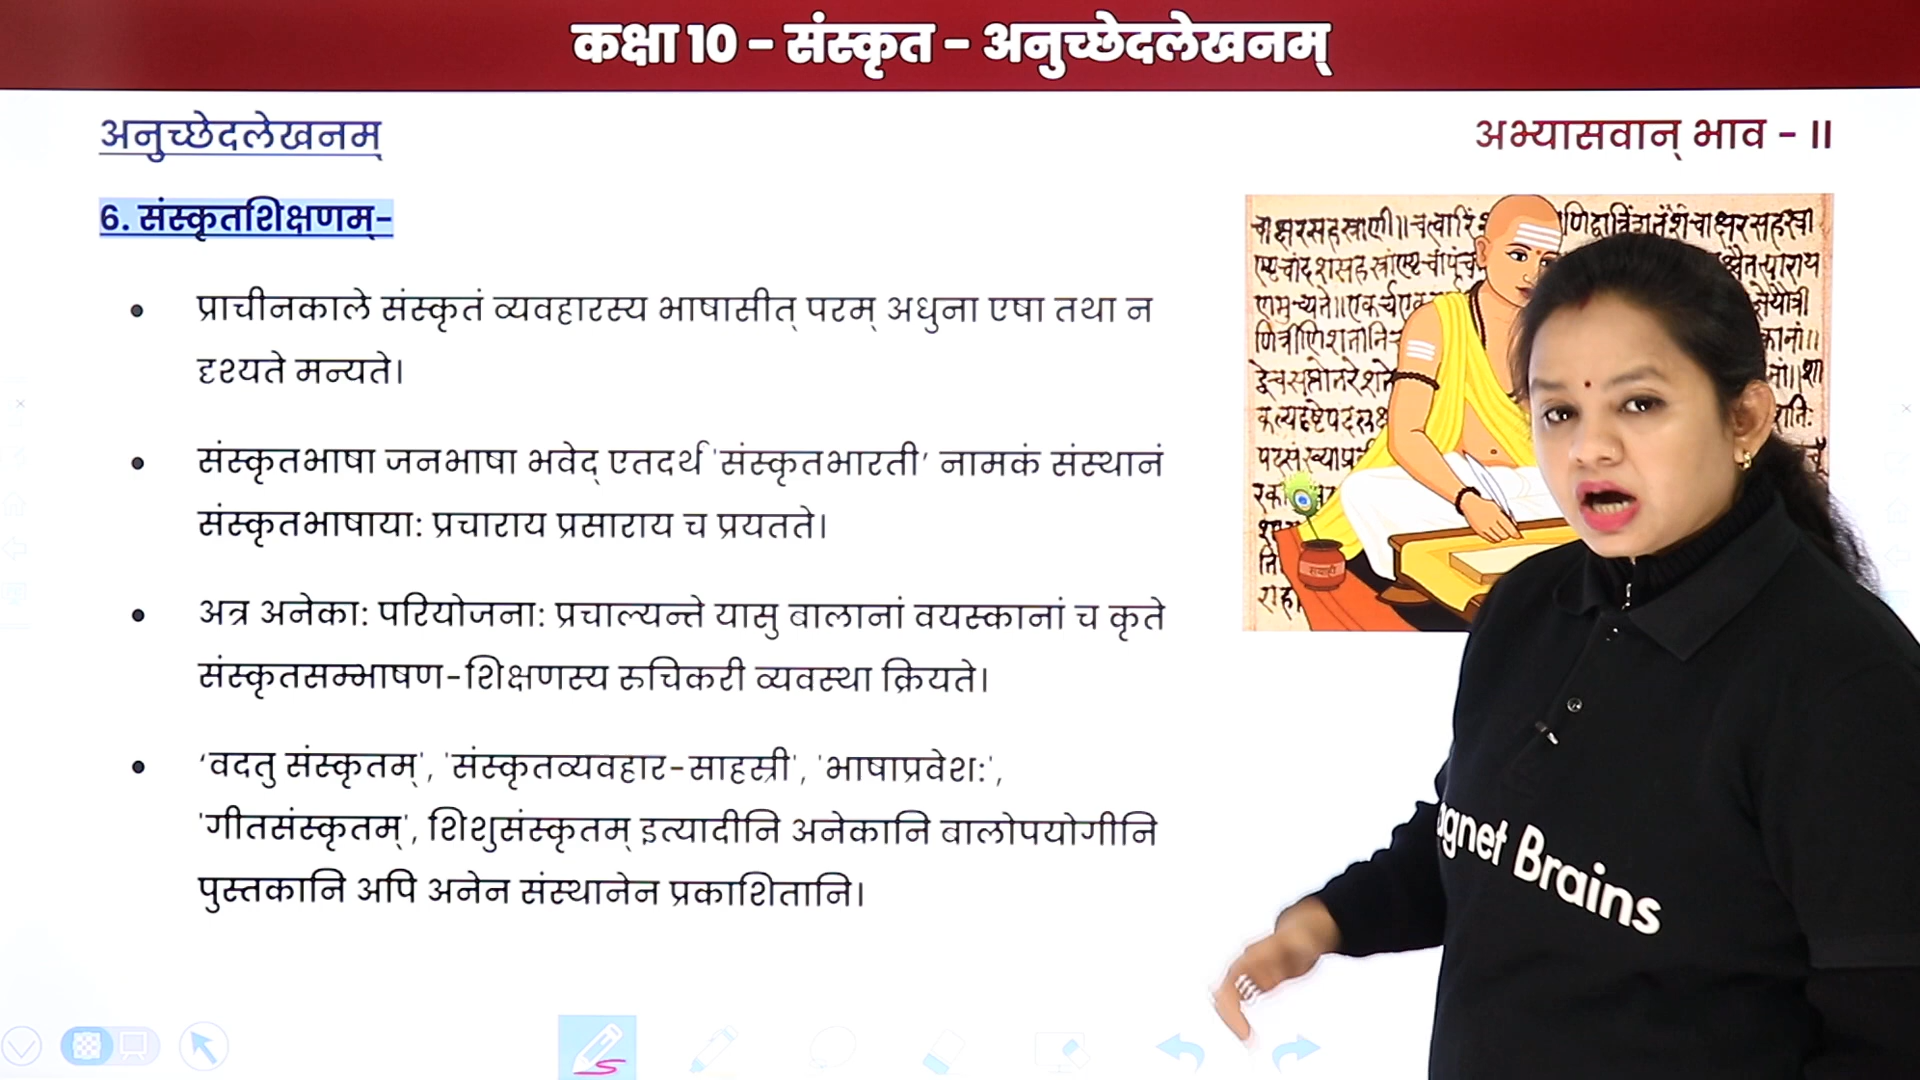 कक्षा 10 - संस्कृत - अनुच्छेदलेखनम्
अनुच्छेदलेखनम्
अभ्यासवान् भाव - II
6. संस्कृतशिक्षणम्-
• प्राचीनकाले संस्कृतं व्यवहारस्य भाषासीत् परम् अधुना एषा तथा न
दृश्यते मन्यते।
• संस्कृतभाषा जनभाषा भवेद् एतदर्थ 'संस्कृतभारती’ नामकं संस्थानं
संस्कृतभाषाया: प्रचाराय प्रसाराय च प्रयतते।
• अत्र अनेका: परियोजना: प्रचाल्यन्ते यासु बालानां वयस्कानां च कृते
संस्कृतसम्भाषण-शिक्षणस्य रुचिकरी व्यवस्था क्रियते।
• ‘वदतु संस्कृतम्', 'संस्कृतव्यवहार-साहस्री', 'भाषाप्रवेश:',
'गीतसंस्कृतम्', शिशुसंस्कृतम् इत्यादीनि अनेकानि बालोपयोगीनि
पुस्तकानि अपि अनेन संस्थानेन प्रकाशितानि।
स्याही
Brains